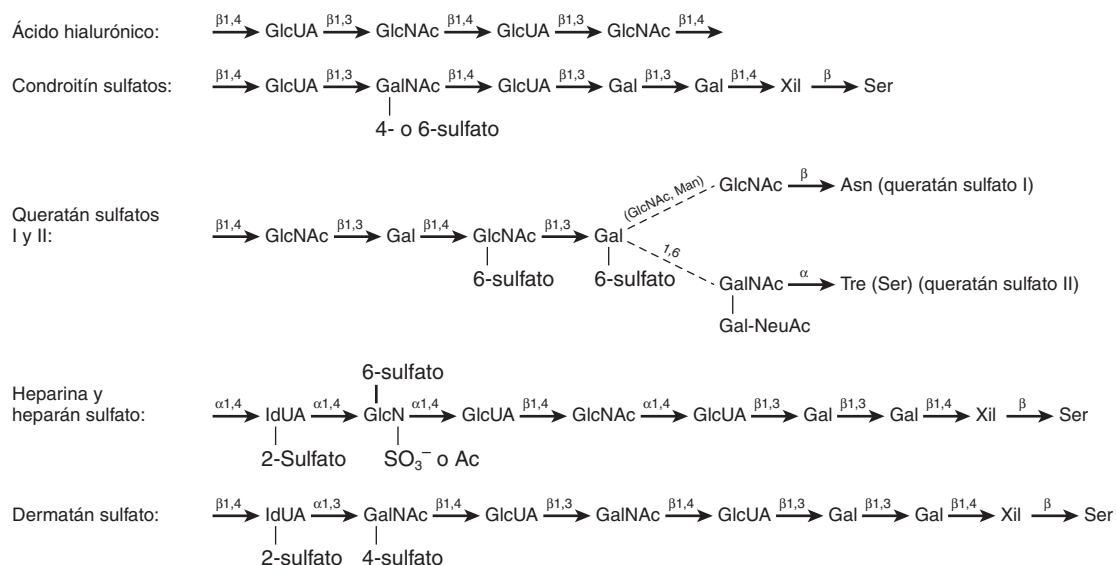 Ácido hialurónico: β1,4 GlcUA β1,3 GlcNAc β1,4 GlcUA β1,3 GlcNAc β1,4
Condroitín sulfatos: β1,4 GlcUA β1,3 GalNAc β1,4 GlcUA β1,3 Gal β1,3 Gal β1,4 Xil β Ser
4- o 6-sulfato
(GlcNAc, Man) GlcNAc β Asn (queratán sulfato I)
Queratán sulfatos
I y II: β1,4 GlcNAc β1,3 Gal β1,4 GlcNAc β1,3 Gal
6-sulfato 6-sulfato
1,6 GalNAc α Tre (Ser) (queratán sulfato II)
Gal-NeuAc
6-sulfato
Heparina y
heparán sulfato: α1,4 IdUA α1,4 GlcN α1,4 GlcUA β1,4 GlcNAc α1,4 GlcUA β1,3 Gal β1,3 Gal β1,4 Xil β Ser
2-Sulfato SO₃⁻ o Ac
Dermatán sulfato: β1,4 IdUA α1,3 GalNAc β1,4 GlcUA β1,3 GalNAc β1,4 GlcUA β1,3 Gal β1,3 Gal β1,4 Xil β Ser
2-sulfato 4-sulfato